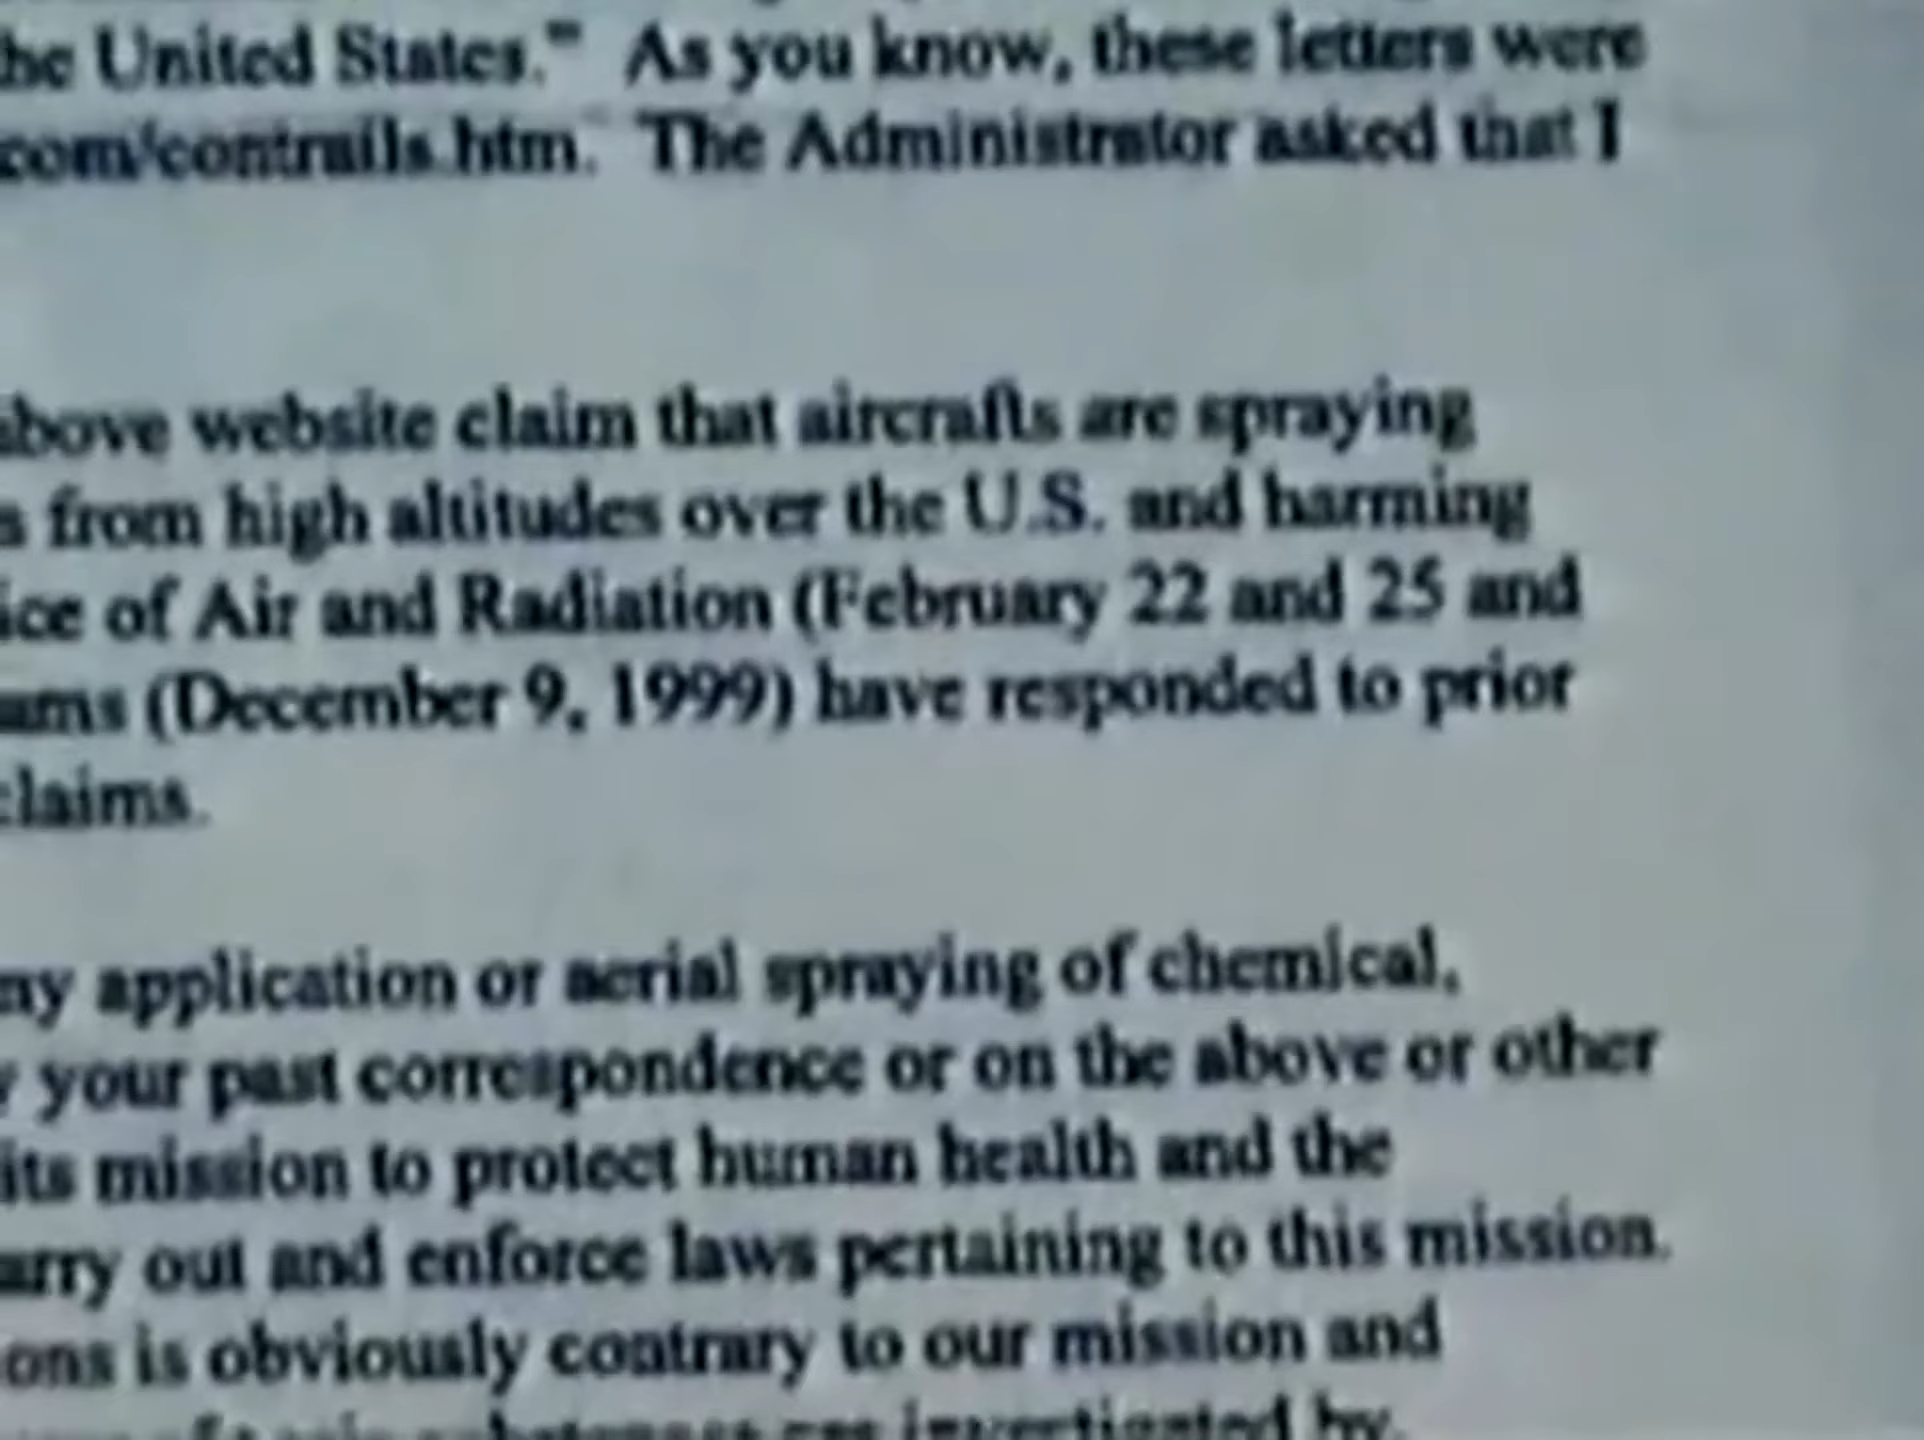 he United States." As you know, these letters were
com/contrails.htm. The Administrator asked that I
above website claim that aircrafts are spraying
s from high altitudes over the U.S. and harming
ice of Air and Radiation (February 22 and 25 and
ams (December 9, 1999) have responded to prior
claims.
ny application or aerial spraying of chemical,
y your past correspondence or on the above or other
its mission to protect human health and the
arry out and enforce laws pertaining to this mission.
ons is obviously contrary to our mission and
investigated by